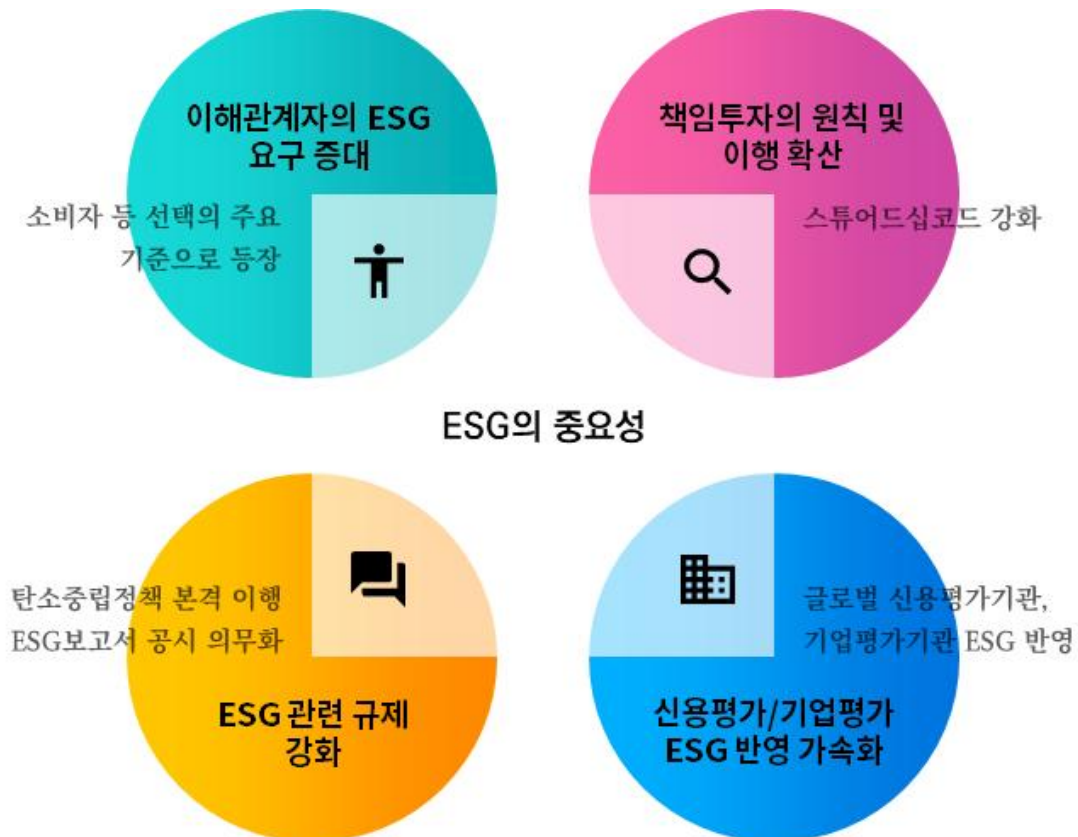 이해관계자의 ESG
요구 증대
소비자 등 선택의 주요
기준으로 등장
책임투자의 원칙 및
이행 확산
스튜어드십코드 강화
ESG의 중요성
탄소중립정책 본격 이행
ESG보고서 공시 의무화
ESG 관련 규제
강화
글로벌 신용평가기관,
기업평가기관 ESG 반영
신용평가/기업평가
ESG 반영 가속화